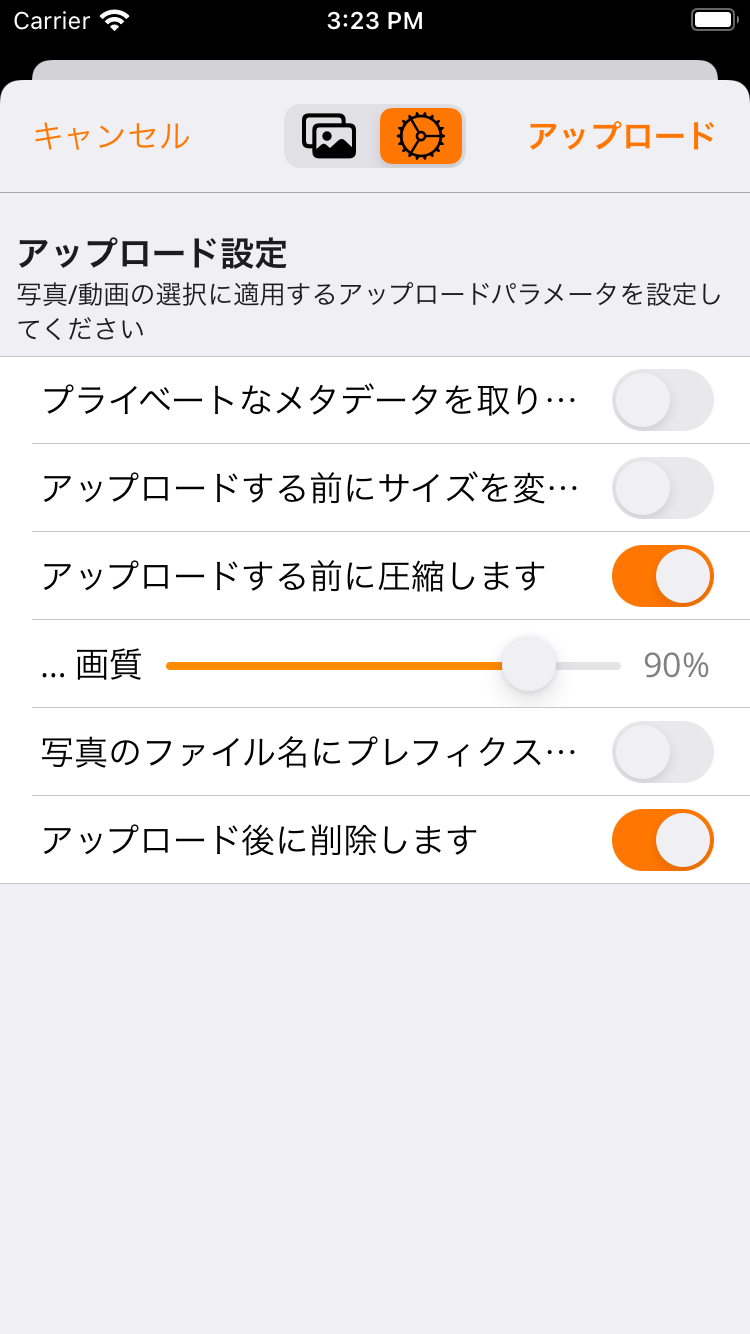 Carrier 3:23 PM
キャンセル アップロード
アップロード設定
写真/動画の選択に適用するアップロードパラメータを設定し
てください
プライベートなメタデータを取り…
アップロードする前にサイズを変…
アップロードする前に圧縮します
... 画質 90%
写真のファイル名にプレフィクス…
アップロード後に削除します